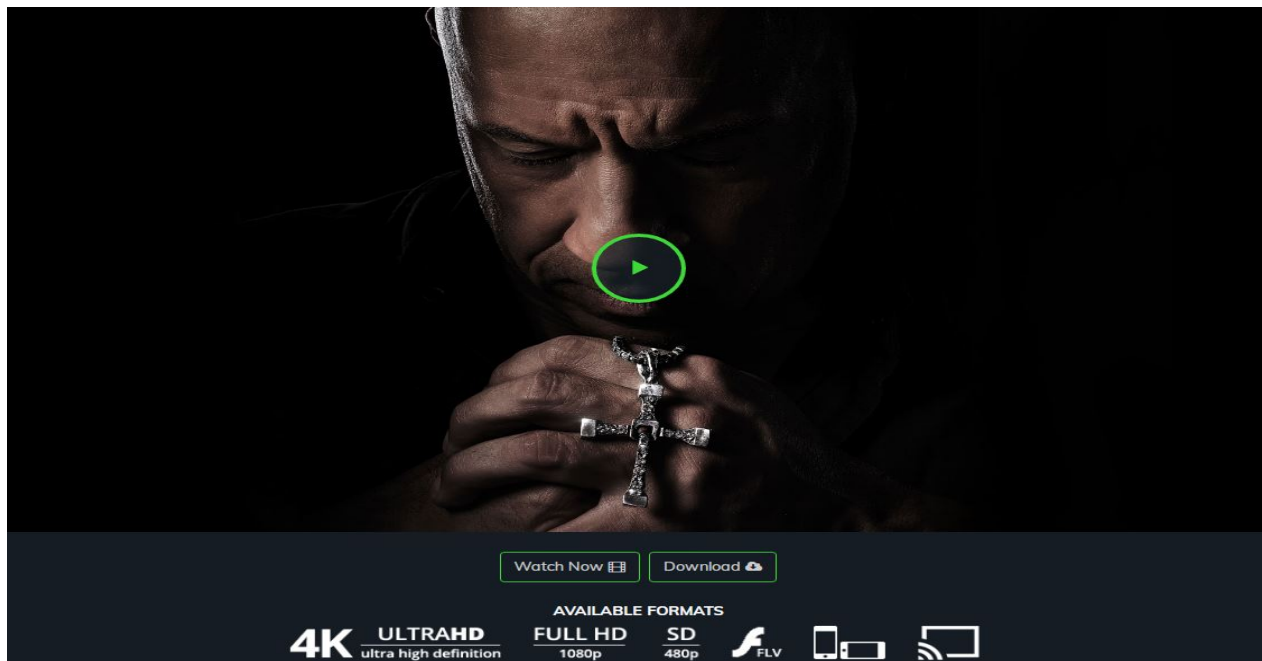 Watch Now
Download
AVAILABLE FORMATS
4K ULTRAHD
ultra high definition
FULL HD
1080p
SD
480p
FLV